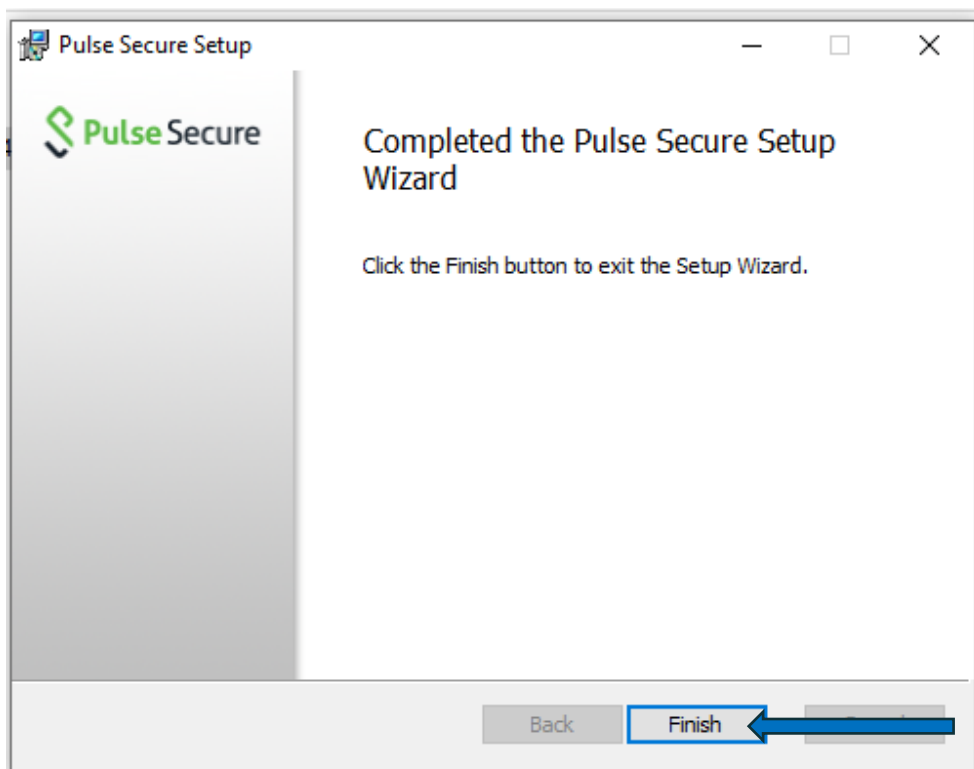 Pulse Secure Setup
Pulse Secure
Completed the Pulse Secure Setup
Wizard
Click the Finish button to exit the Setup Wizard.
Back
Finish